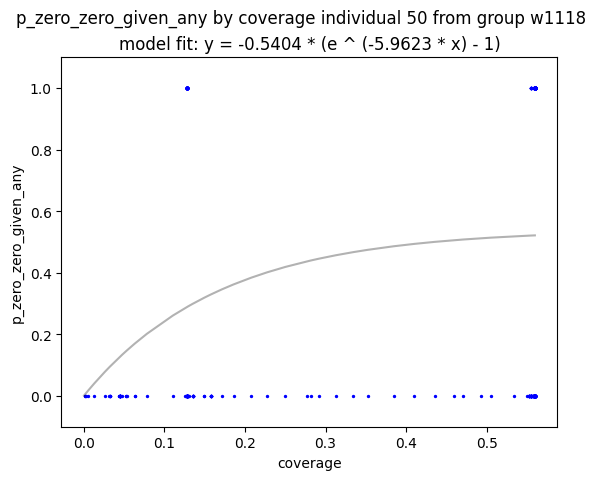 p_zero_zero_given_any by coverage individual 50 from group w1118
model fit: y = -0.5404 * (e ^ (-5.9623 * x) - 1)
1.0
0.8
0.6
0.4
0.2
0.0
p_zero_zero_given_any
0.0 0.1 0.2 0.3 0.4 0.5
coverage